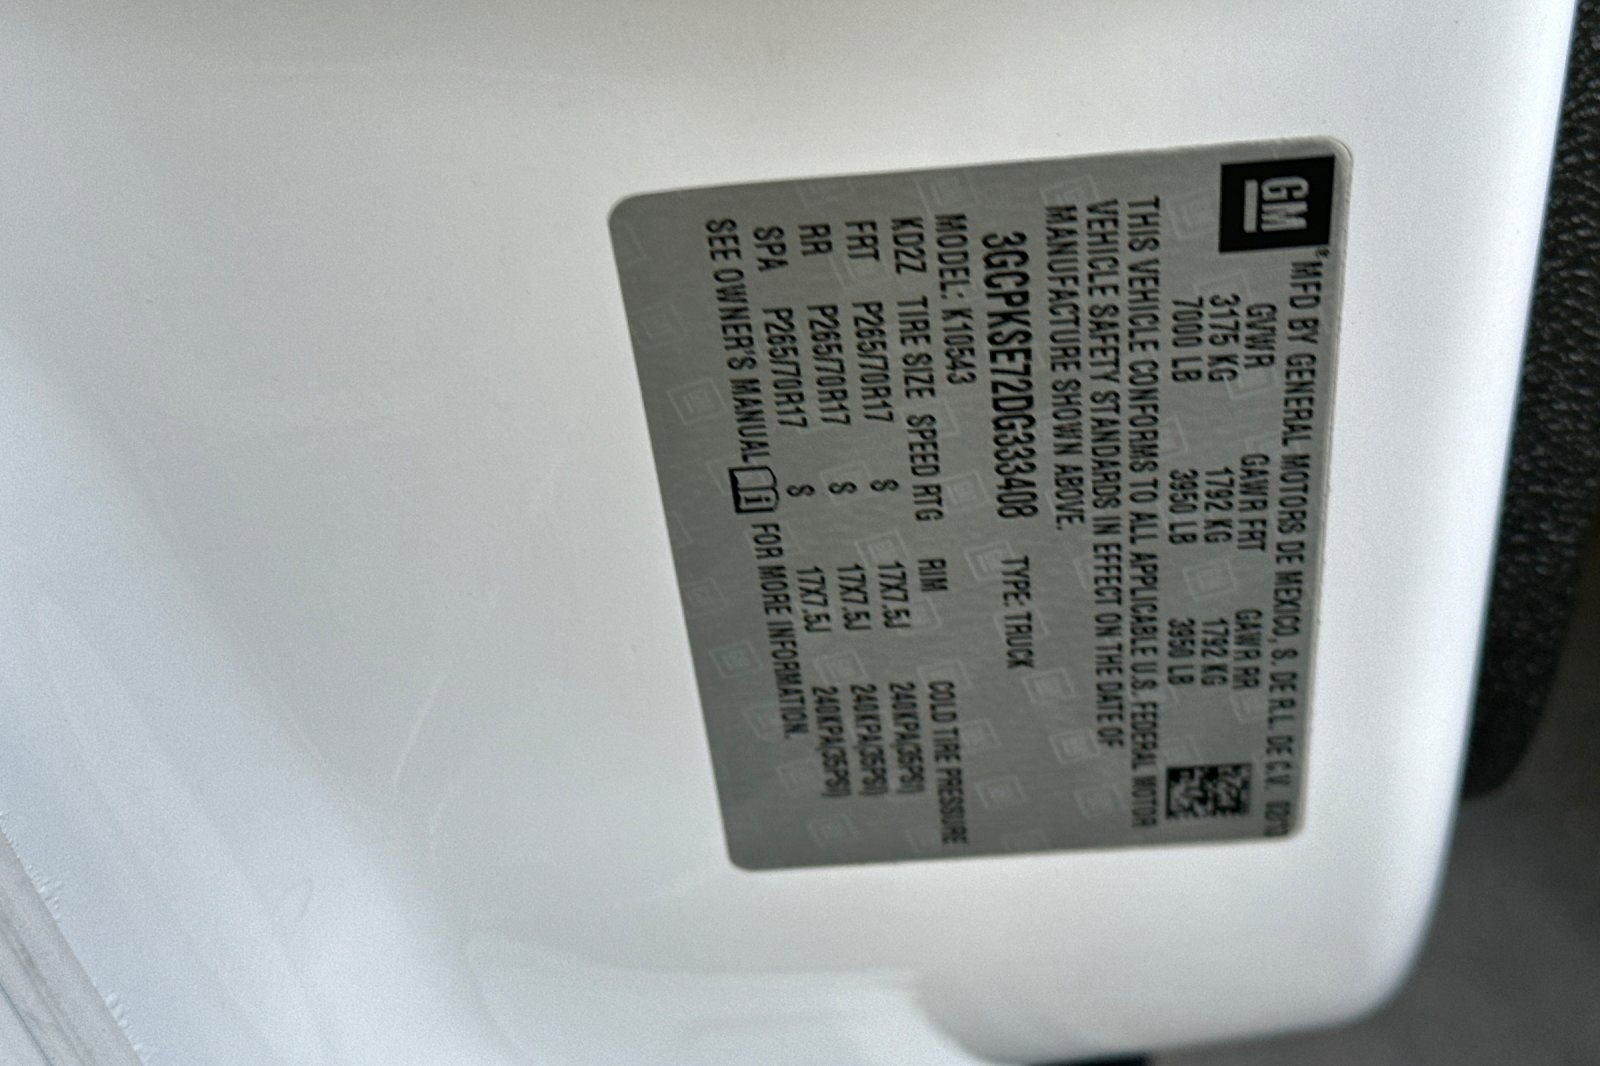 GM
MFD BY GENERAL MOTORS DE MEXICO, S. DE R.L. DE C.V. 02/13
GVWR GAWR FRT GAWR RR
3175 KG 1792 KG 1792 KG
7000 LB 3950 LB 3950 LB
THIS VEHICLE CONFORMS TO ALL APPLICABLE U.S. FEDERAL MOTOR
VEHICLE SAFETY STANDARDS IN EFFECT ON THE DATE OF
MANUFACTURE SHOWN ABOVE.
3GCPKSE72DG333408 TYPE: TRUCK
MODEL: K10543
KDZZ TIRE SIZE SPEED RTG RIM COLD TIRE PRESSURE
FRT P265/70R17 S 17X7.5J 240KPA(35PSI)
RR P265/70R17 S 17X7.5J 240KPA(35PSI)
SPA P265/70R17 S 17X7.5J 240KPA(35PSI)
SEE OWNER'S MANUAL i FOR MORE INFORMATION.